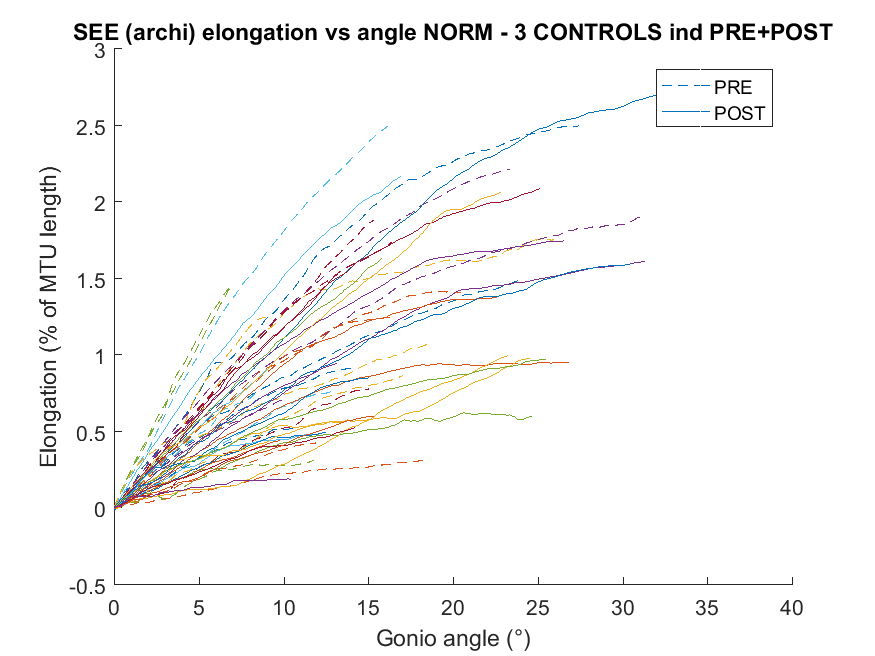 SEE (archi) elongation vs angle NORM - 3 CONTROLS ind PRE+POST
3
PRE
POST
2.5
2
1.5
1
0.5
0
-0.5
Elongation (% of MTU length)
0 5 10 15 20 25 30 35 40
Gonio angle (°)